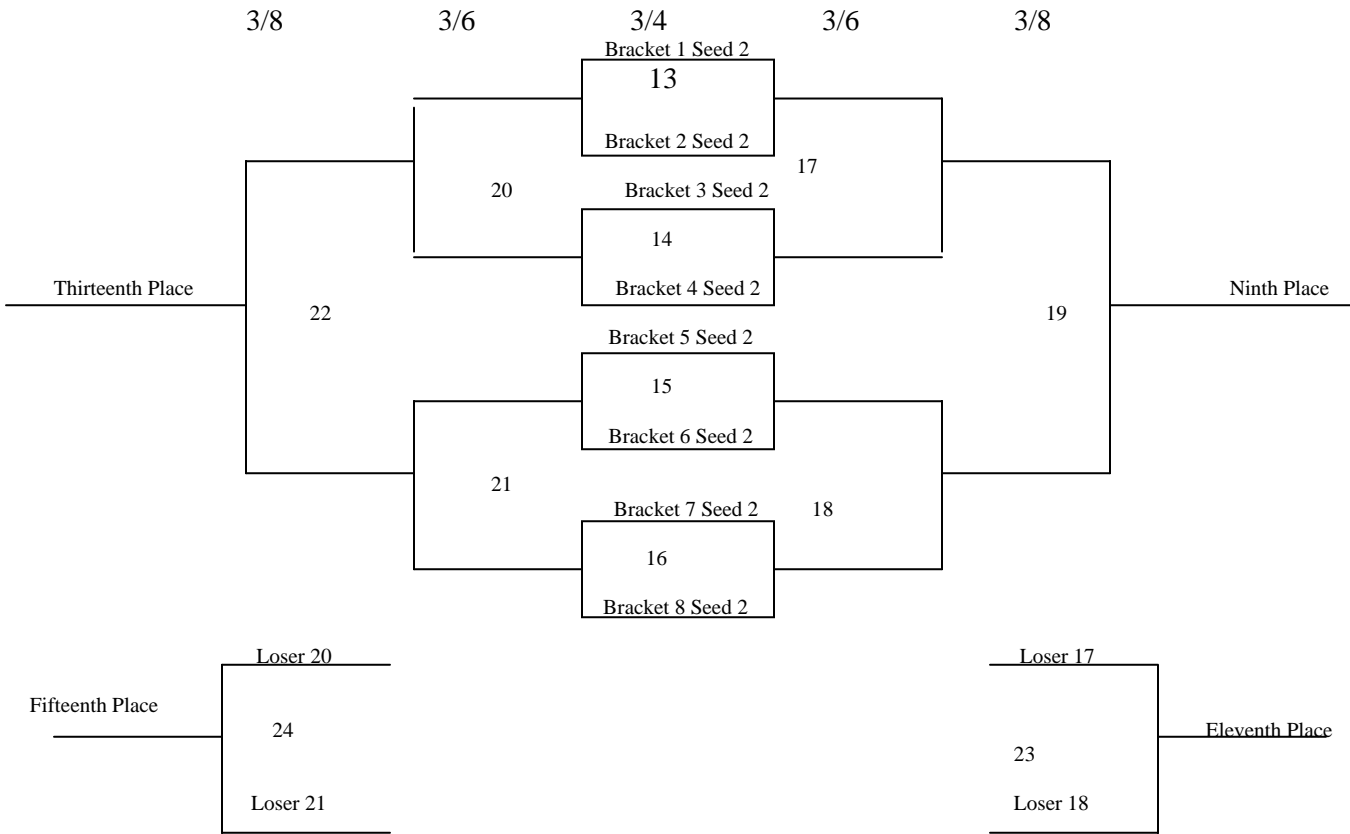 3/8 3/6 3/4 3/6 3/8
Bracket 1 Seed 2
13
Bracket 2 Seed 2
17
20
Bracket 3 Seed 2
14
Thirteenth Place
Bracket 4 Seed 2
Ninth Place
22
19
Bracket 5 Seed 2
15
Bracket 6 Seed 2
21
Bracket 7 Seed 2
18
16
Bracket 8 Seed 2
Loser 20
Loser 17
Fifteenth Place
24
Eleventh Place
23
Loser 21
Loser 18